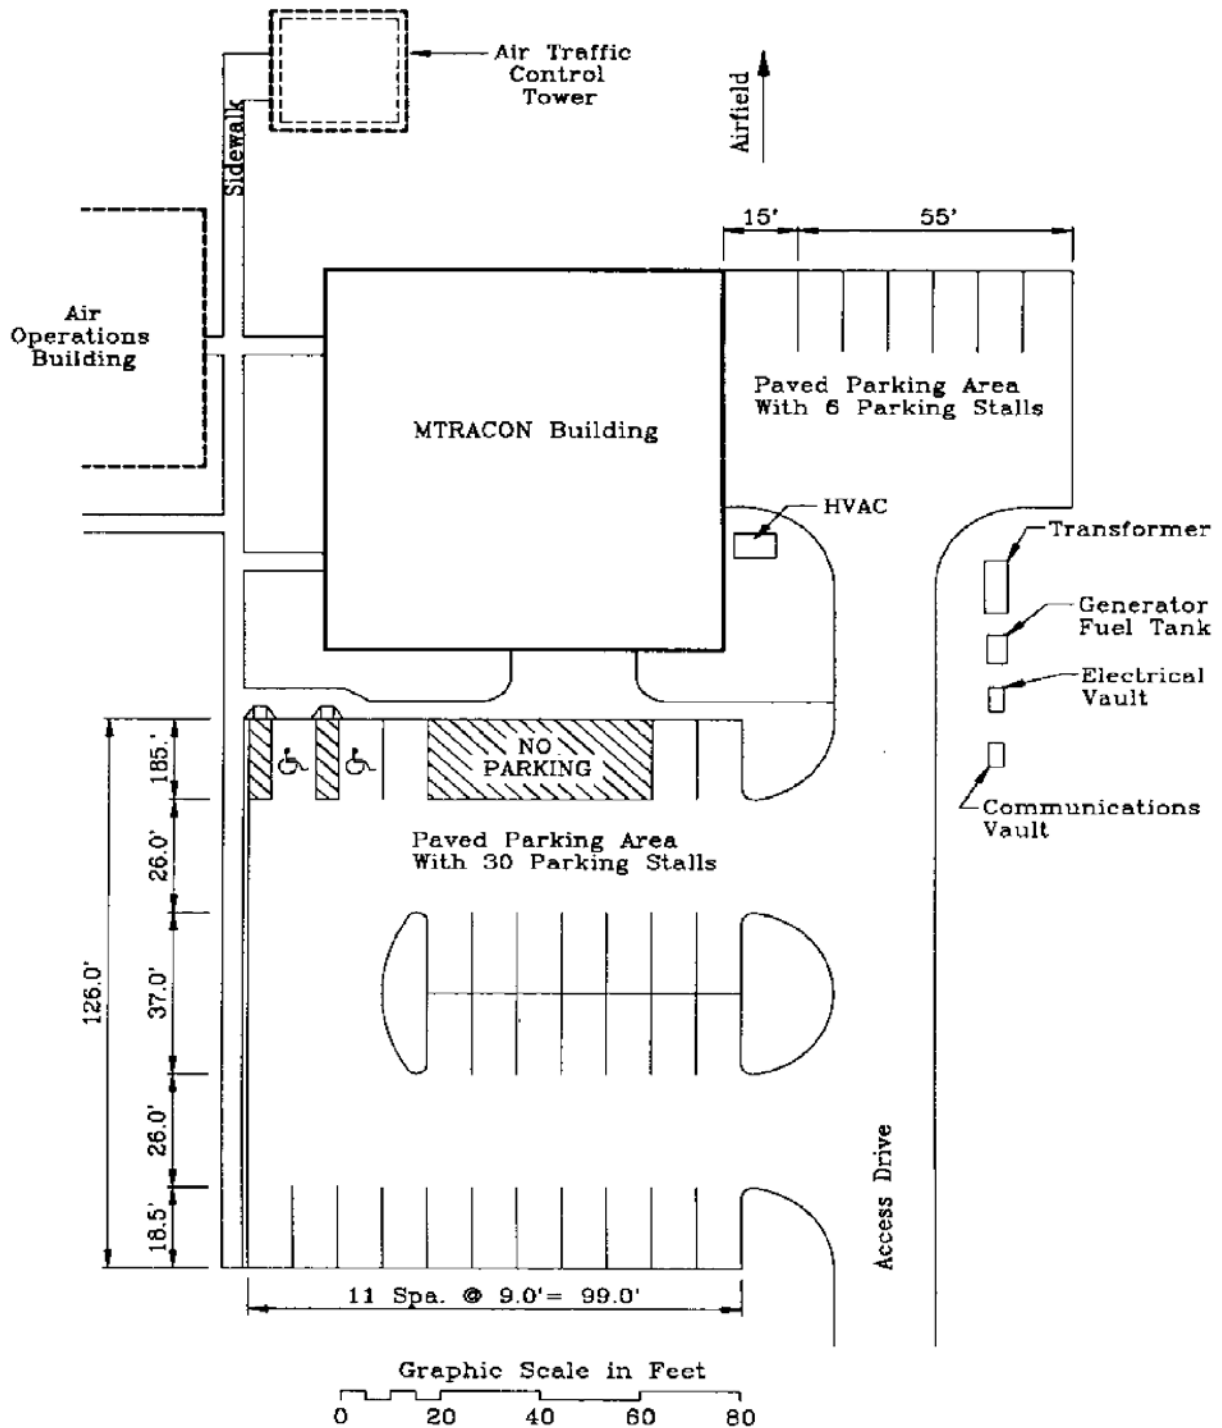 Air Traffic
Control
Tower
Airfield
Sidewalk
15'
55'
Air
Operations
Building
Paved Parking Area
With 6 Parking Stalls
MTRACON Building
HVAC
Transformer
Generator
Fuel Tank
Electrical
Vault
NO
PARKING
185.'
Communications
Vault
Paved Parking Area
With 30 Parking Stalls
26.0'
126.0'
37.0'
26.0'
Access Drive
18.5'
11 Spa. @ 9.0'= 99.0'
Graphic Scale in Feet
0 20 40 60 80